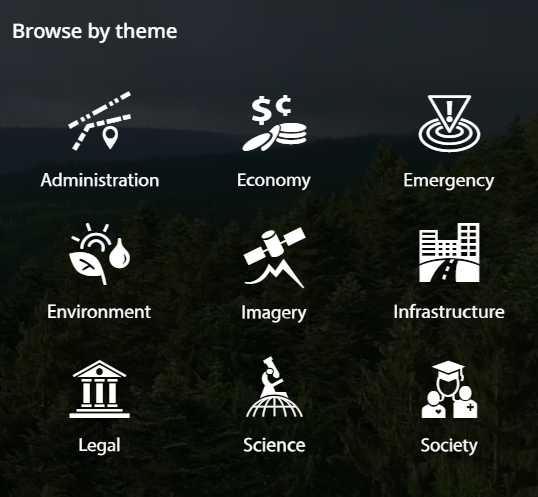 Browse by theme
$¢
!
Administration
Economy
Emergency
Environment
Imagery
Infrastructure
Legal
Science
Society